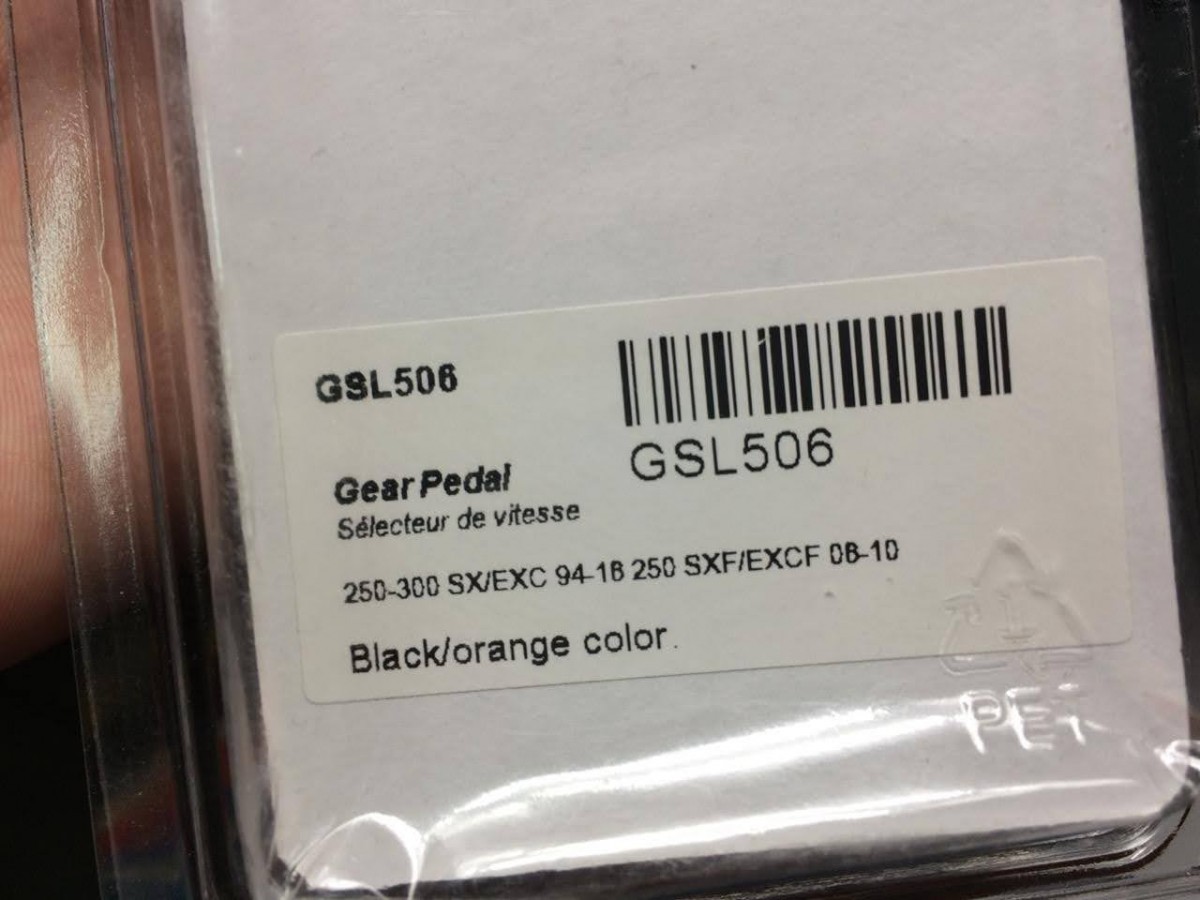 GSL506
GSL506
Gear Pedal
Sélecteur de vitesse
250-300 SX/EXC 94-16 250 SXF/EXCF 06-10
Black/orange color.
1
PET